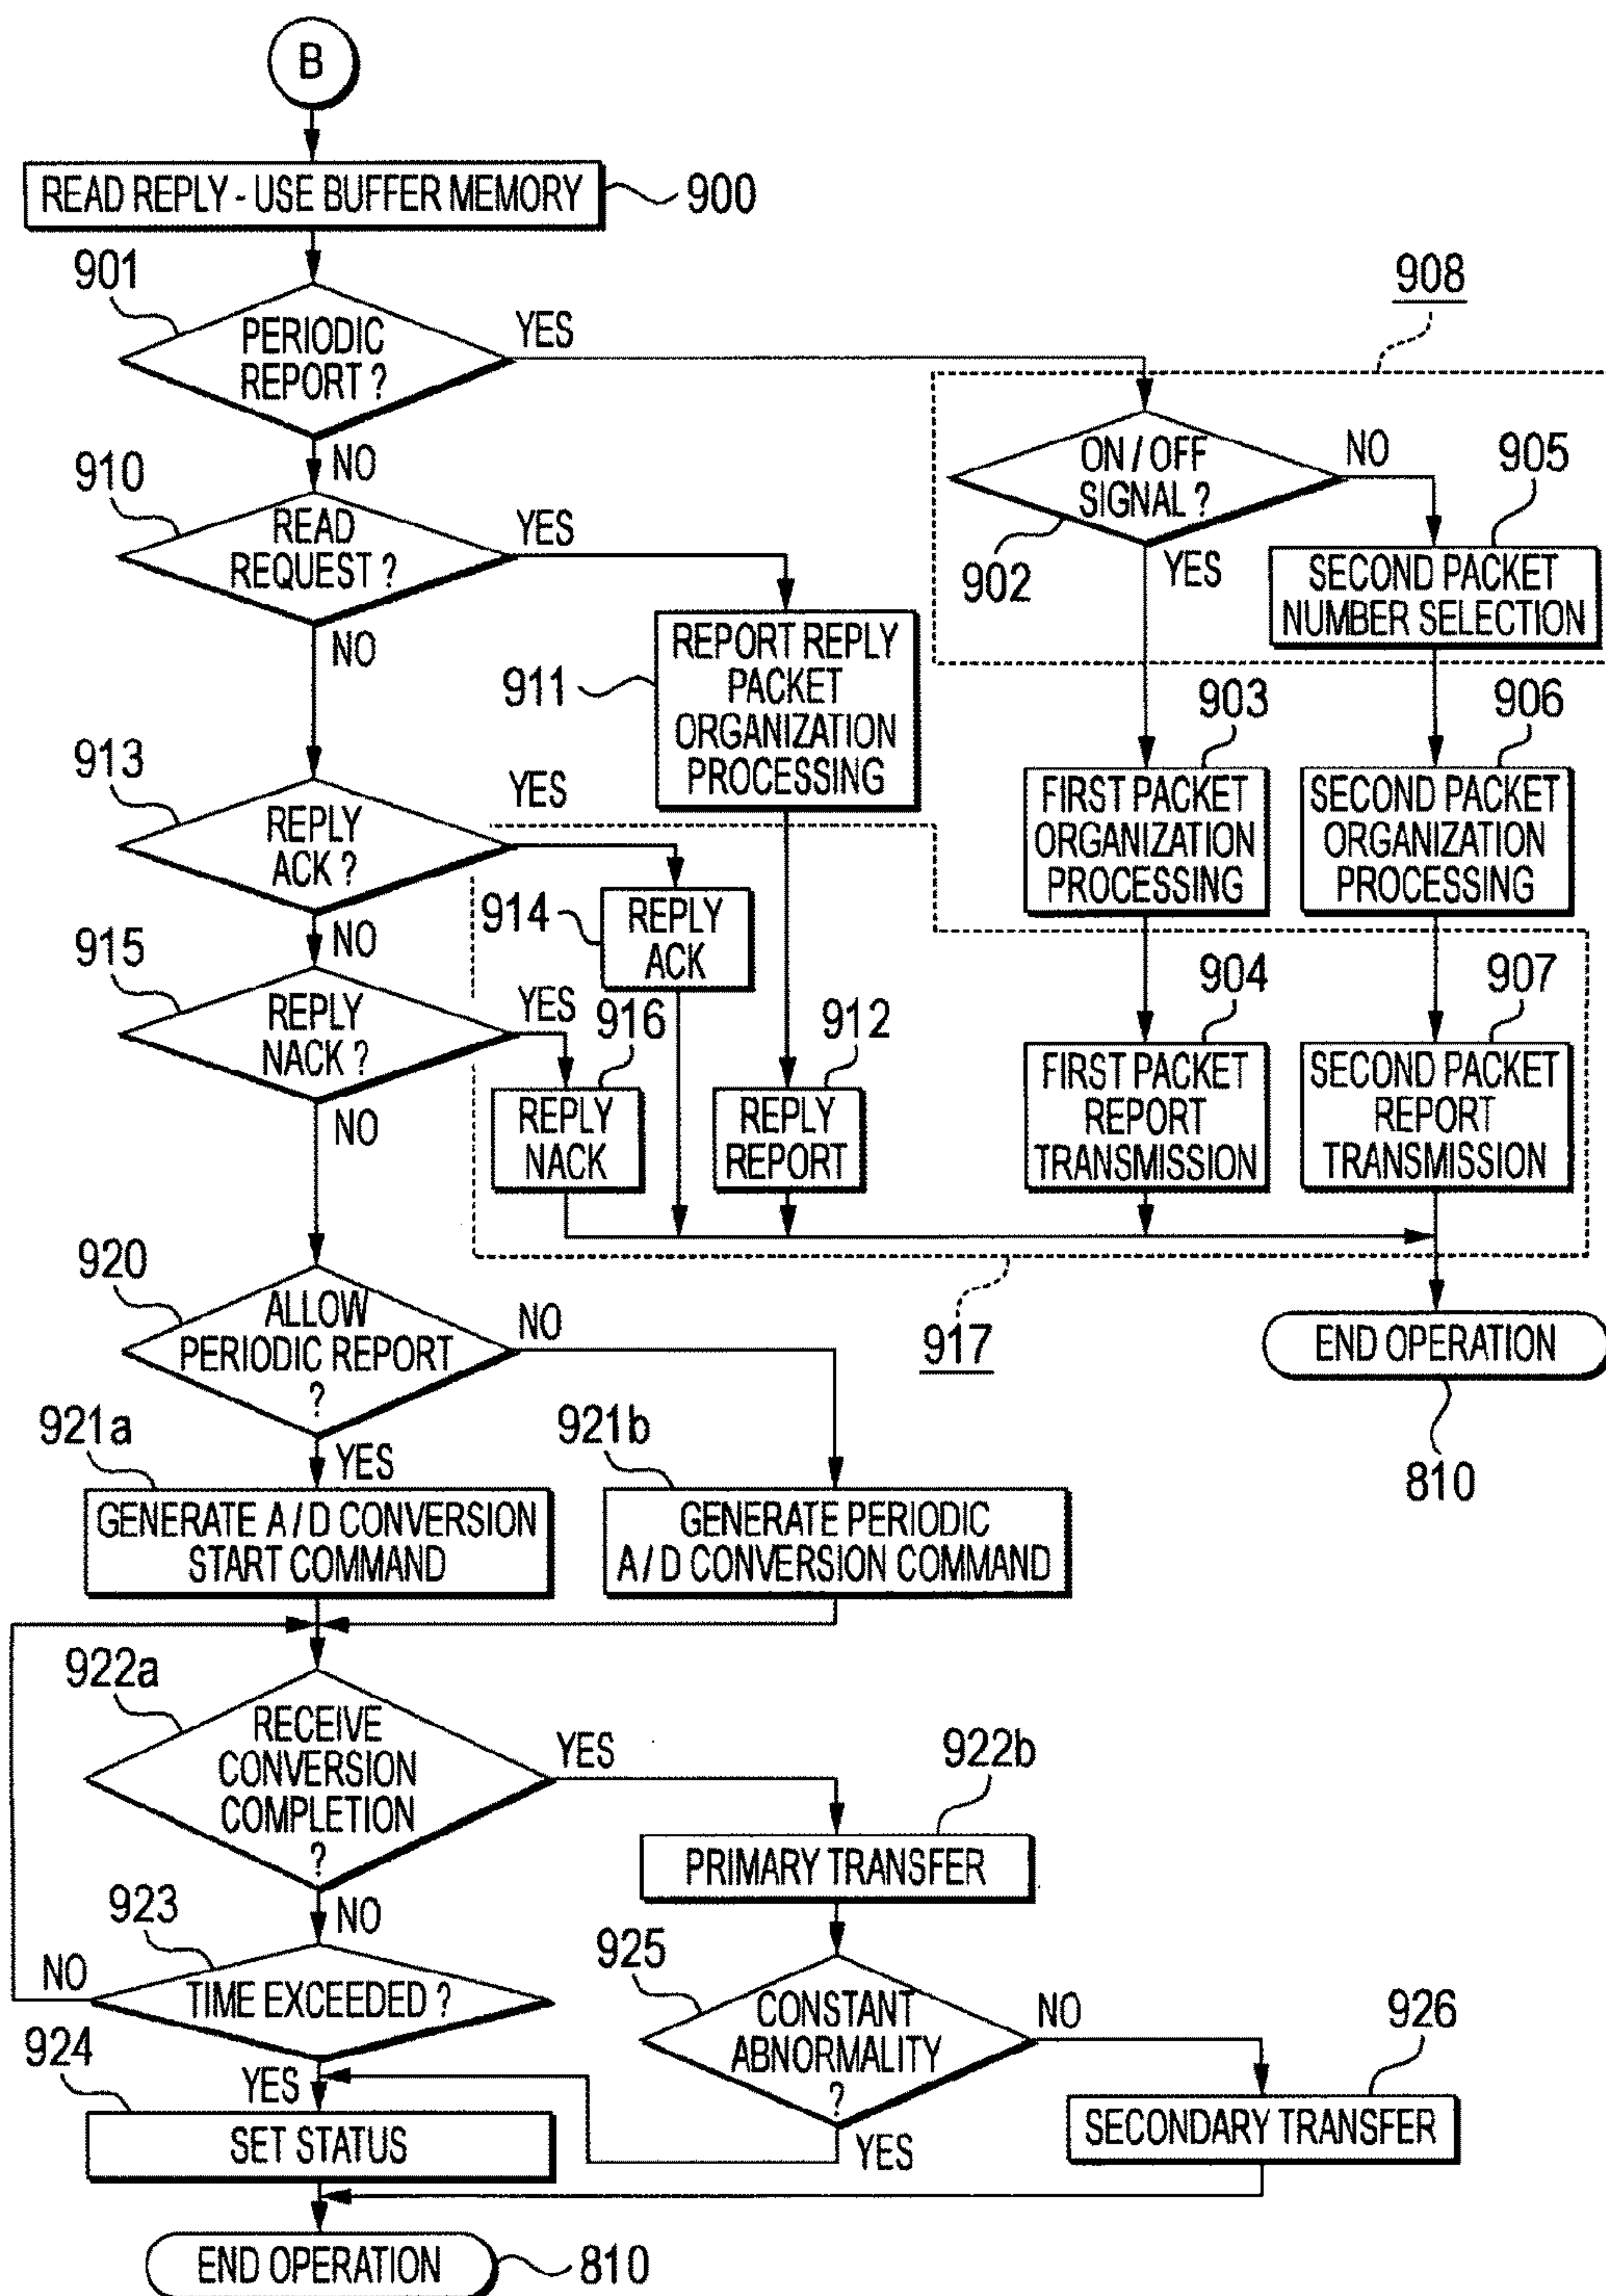 B
READ REPLY - USE BUFFER MEMORY
900
901
PERIODIC
REPORT ?
YES
NO
908
ON / OFF
SIGNAL ?
902
NO
YES
905
SECOND PACKET
NUMBER SELECTION
910
READ
REQUEST ?
YES
NO
911
REPORT REPLY
PACKET
ORGANIZATION
PROCESSING
903
FIRST PACKET
ORGANIZATION
PROCESSING
906
SECOND PACKET
ORGANIZATION
PROCESSING
913
REPLY
ACK ?
YES
NO
914
REPLY
ACK
915
REPLY
NACK ?
YES
NO
916
REPLY
NACK
912
REPLY
REPORT
904
FIRST PACKET
REPORT
TRANSMISSION
907
SECOND PACKET
REPORT
TRANSMISSION
917
END OPERATION
810
920
ALLOW
PERIODIC REPORT
?
NO
YES
921a
GENERATE A / D CONVERSION
START COMMAND
921b
GENERATE PERIODIC
A / D CONVERSION COMMAND
922a
RECEIVE
CONVERSION
COMPLETION
?
YES
NO
922b
PRIMARY TRANSFER
923
TIME EXCEEDED ?
NO
YES
925
CONSTANT
ABNORMALITY
?
NO
YES
926
SECONDARY TRANSFER
924
SET STATUS
END OPERATION
810